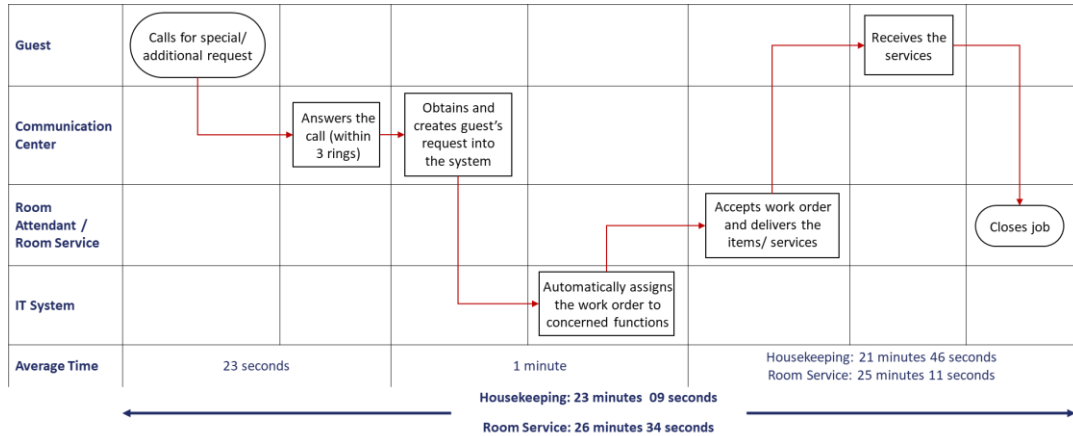 Guest
Calls for special/
additional request
Receives the
services
Communication
Center
Answers the
call (within
3 rings)
Obtains and
creates guest's
request into
the system
Room
Attendant /
Room Service
Accepts work order
and delivers the
items/ services
Closes job
IT System
Automatically assigns
the work order to
concerned functions
Average Time
23 seconds
1 minute
Housekeeping: 21 minutes 46 seconds
Room Service: 25 minutes 11 seconds
Housekeeping: 23 minutes 09 seconds
Room Service: 26 minutes 34 seconds